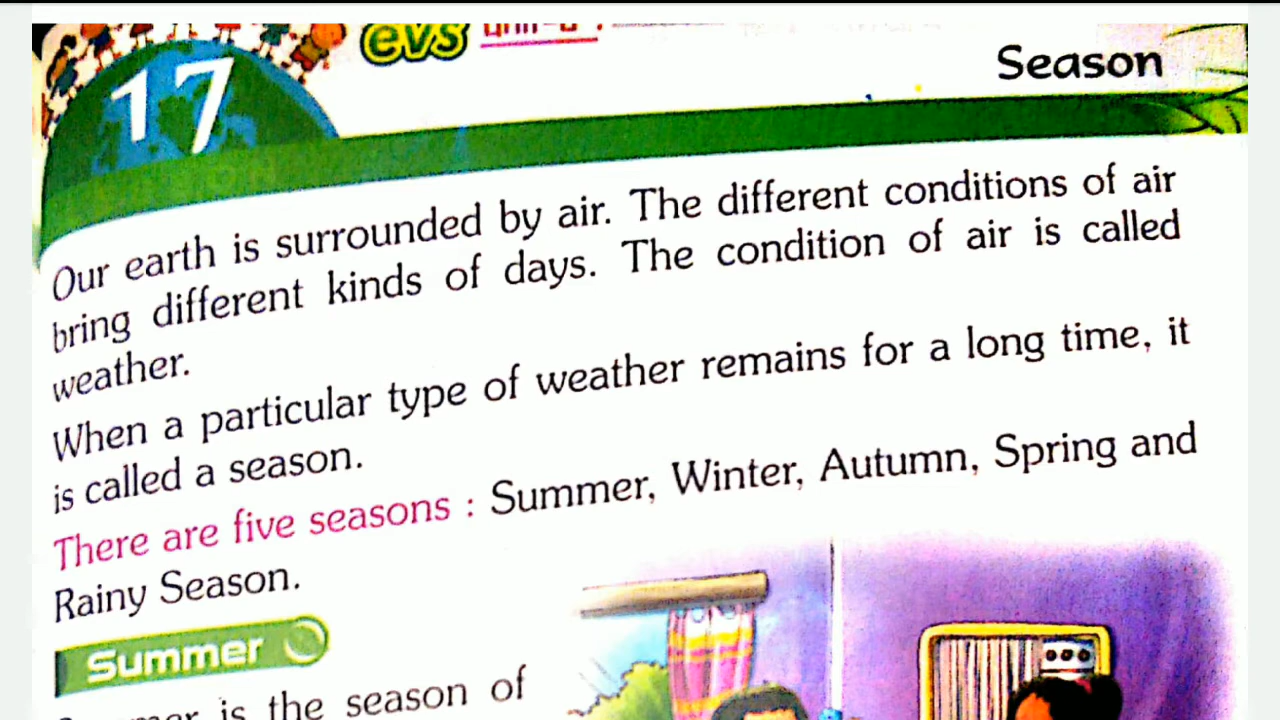 17
evs
Season
Our earth is surrounded by air. The different conditions of air
bring different kinds of days. The condition of air is called
weather.
When a particular type of weather remains for a long time, it
is called a season.
There are five seasons : Summer, Winter, Autumn, Spring and
Rainy Season.
Summer
is the season of